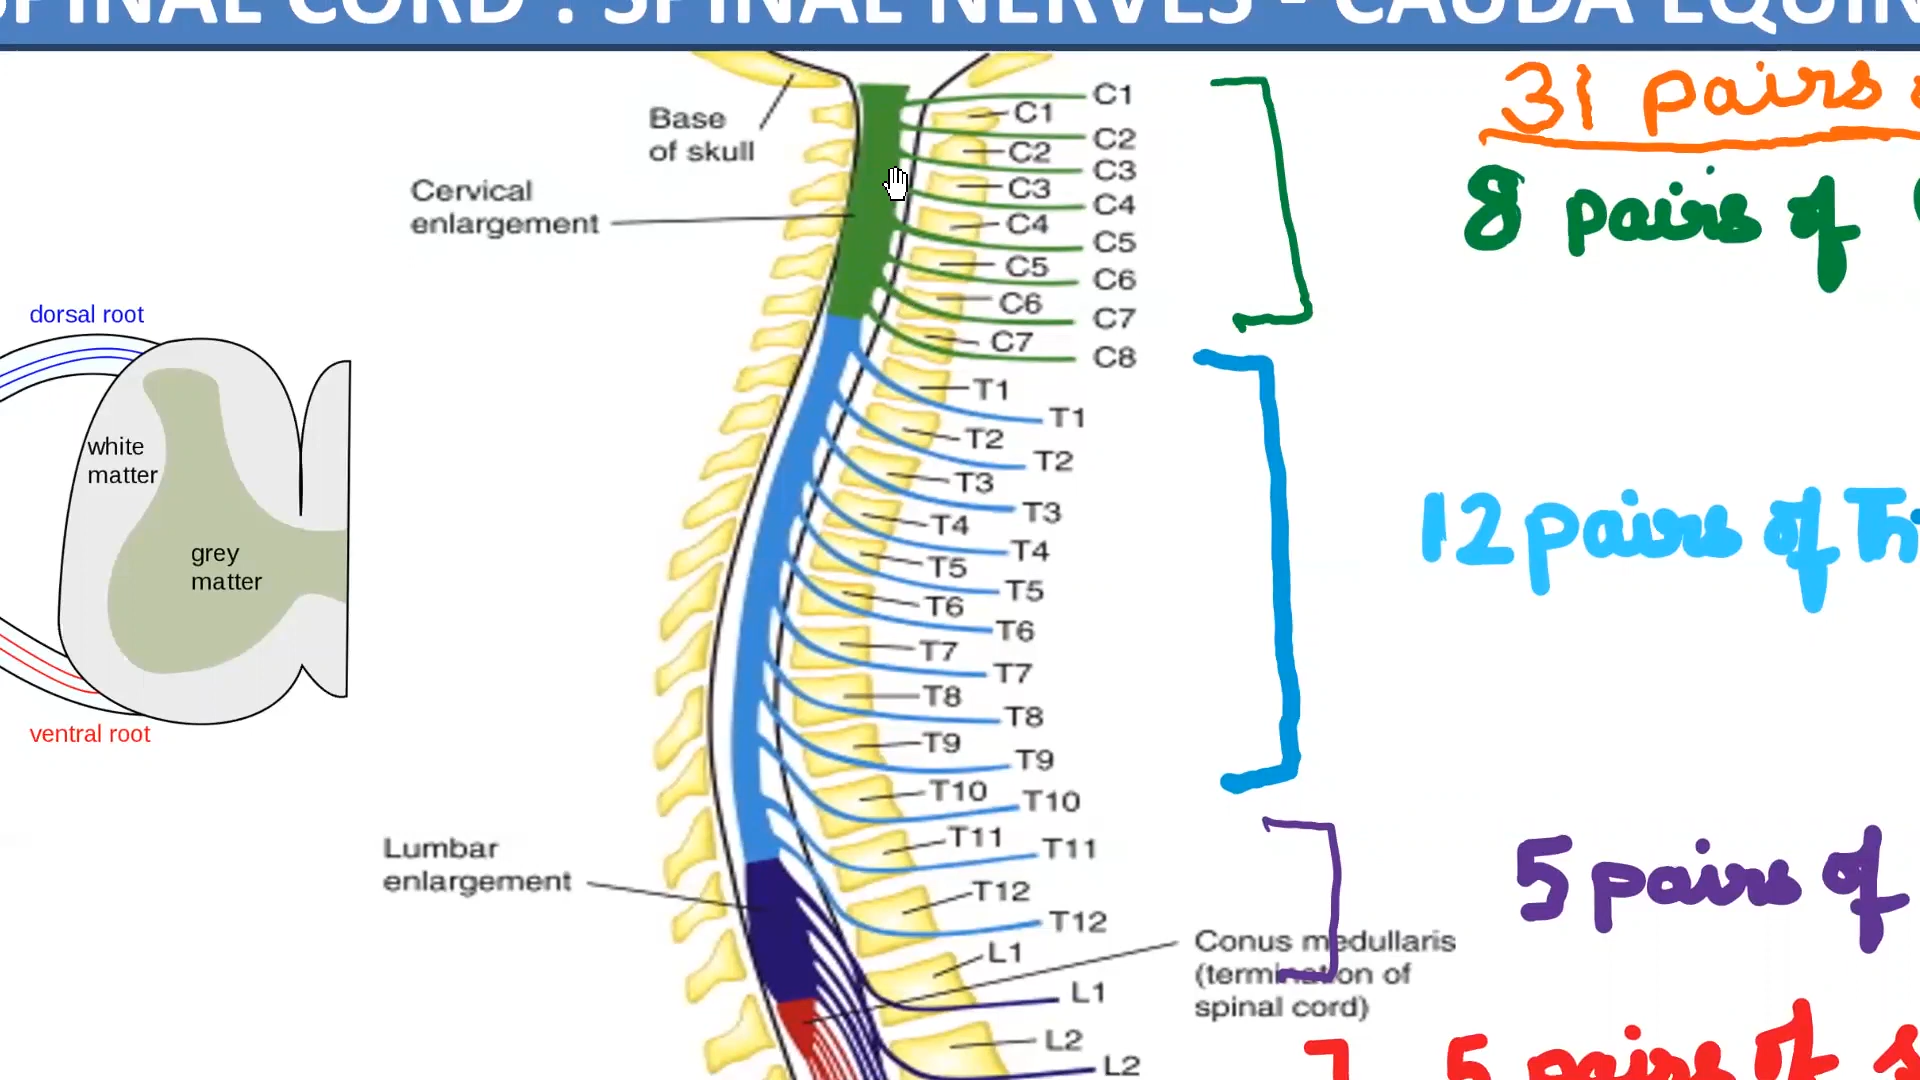 SPINAL CORD : SPINAL NERVES - CAUDA EQUIN
31 pairs
8 pairs of
12 pairs of
5 pairs of
5 pairs of
Base
of skull
Cervical
enlargement
dorsal root
white
matter
grey
matter
ventral root
Lumbar
enlargement
C1
C1
C2
C2
C3
C3
C4
C4
C5
C5
C6
C6
C7
C7
C8
T1
T1
T2
T2
T3
T3
T4
T4
T5
T5
T6
T6
T7
T7
T8
T8
T9
T9
T10
T10
T11
T11
T12
T12
L1
L1
L2
L2
Conus medullaris
(termination of
spinal cord)